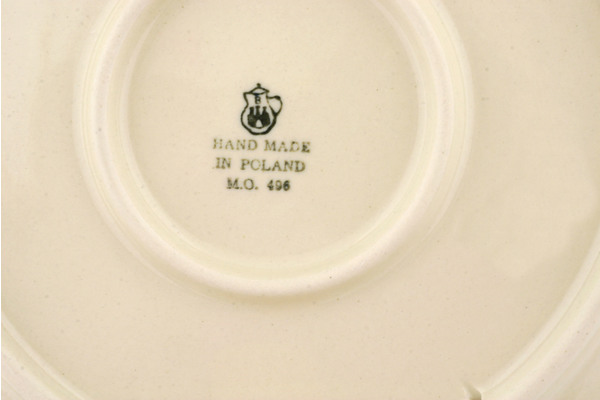 B
HAND MADE
IN POLAND
M.O. 496